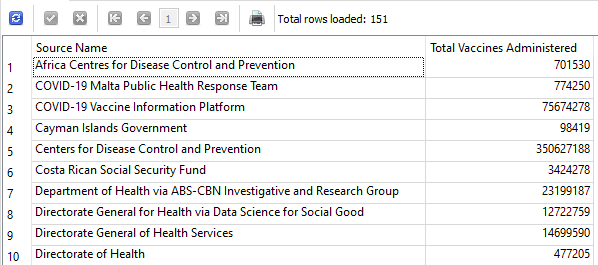 1 Total rows loaded: 151
Source Name Total Vaccines Administered
1 Africa Centres for Disease Control and Prevention 701530
2 COVID-19 Malta Public Health Response Team 774250
3 COVID-19 Vaccine Information Platform 75674278
4 Cayman Islands Government 98419
5 Centers for Disease Control and Prevention 350627188
6 Costa Rican Social Security Fund 3424278
7 Department of Health via ABS-CBN Investigative and Research Group 23199187
8 Directorate General for Health via Data Science for Social Good 12722759
9 Directorate General of Health Services 14699590
10 Directorate of Health 477205